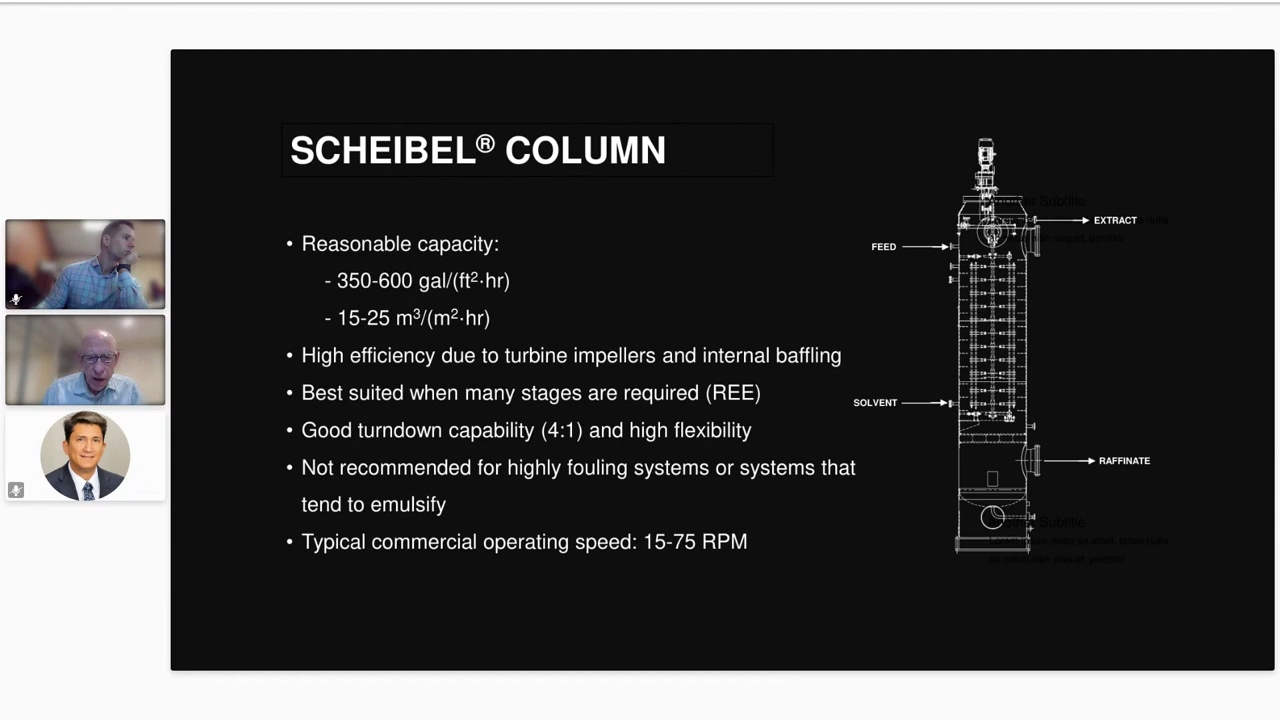 SCHEIBEL® COLUMN
• Reasonable capacity:
- 350-600 gal/(ft²·hr)
- 15-25 m³/(m²·hr)
• High efficiency due to turbine impellers and internal baffling
• Best suited when many stages are required (REE)
• Good turndown capability (4:1) and high flexibility
• Not recommended for highly fouling systems or systems that
tend to emulsify
• Typical commercial operating speed: 15-75 RPM
Subtitle
EXTRACT
FEED
SOLVENT
RAFFINATE
Subtitle